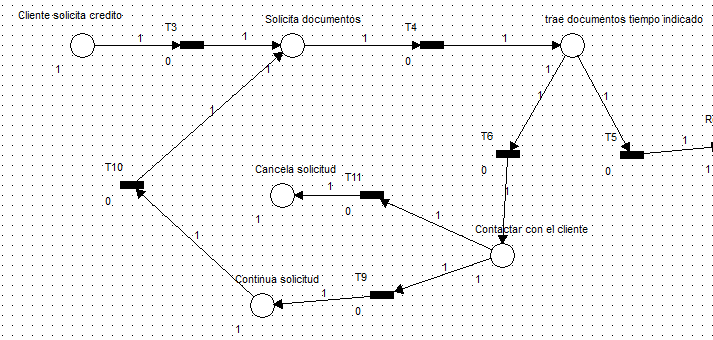 Cliente solicita credito
Solicita documentos
trae documentos tiempo indicado
T3
T4
1
1
1
1
1
0
1
0
1
1
1
T6
T5
R
1
0
0
1
T10
Cancela solicitud
T11
1
1
0
1
0
1
1
Contactar con el cliente
1
Continua solicitud
T9
1
1
1
0
1